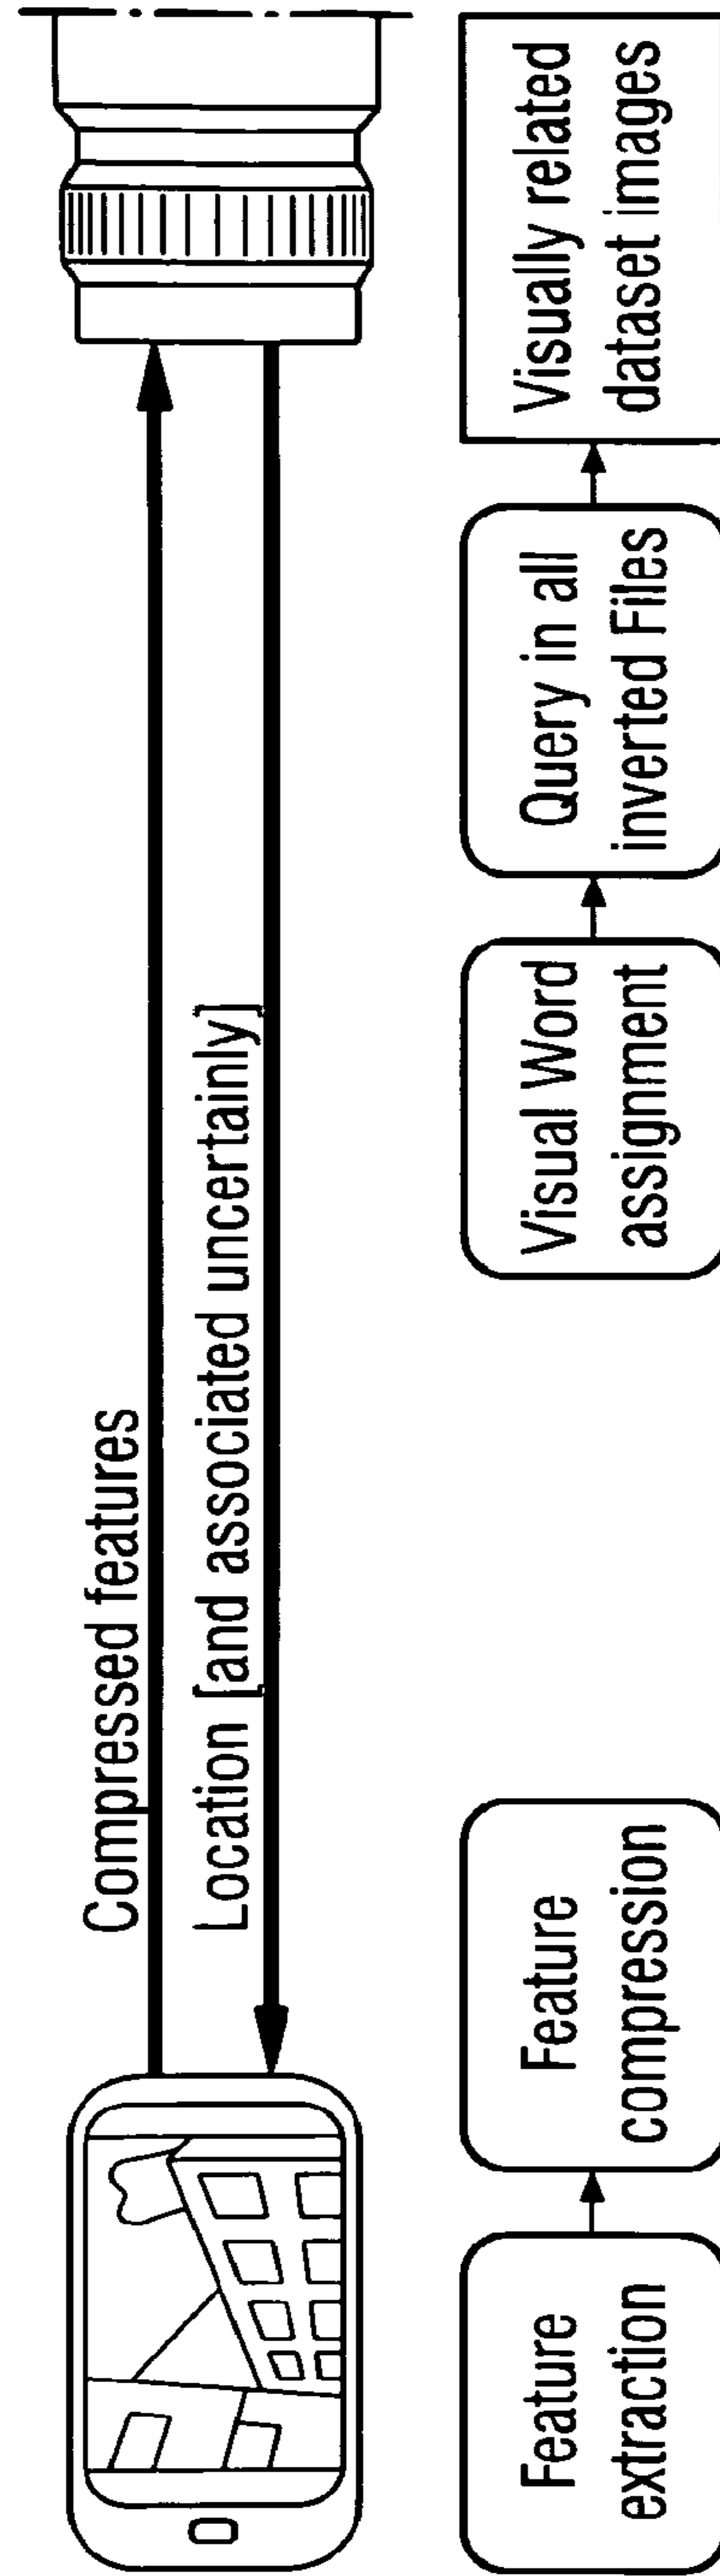 Compressed features
Location [and associated uncertainly]
Feature
extraction
Feature
compression
Visual Word
assignment
Query in all
inverted Files
Visually related
dataset images